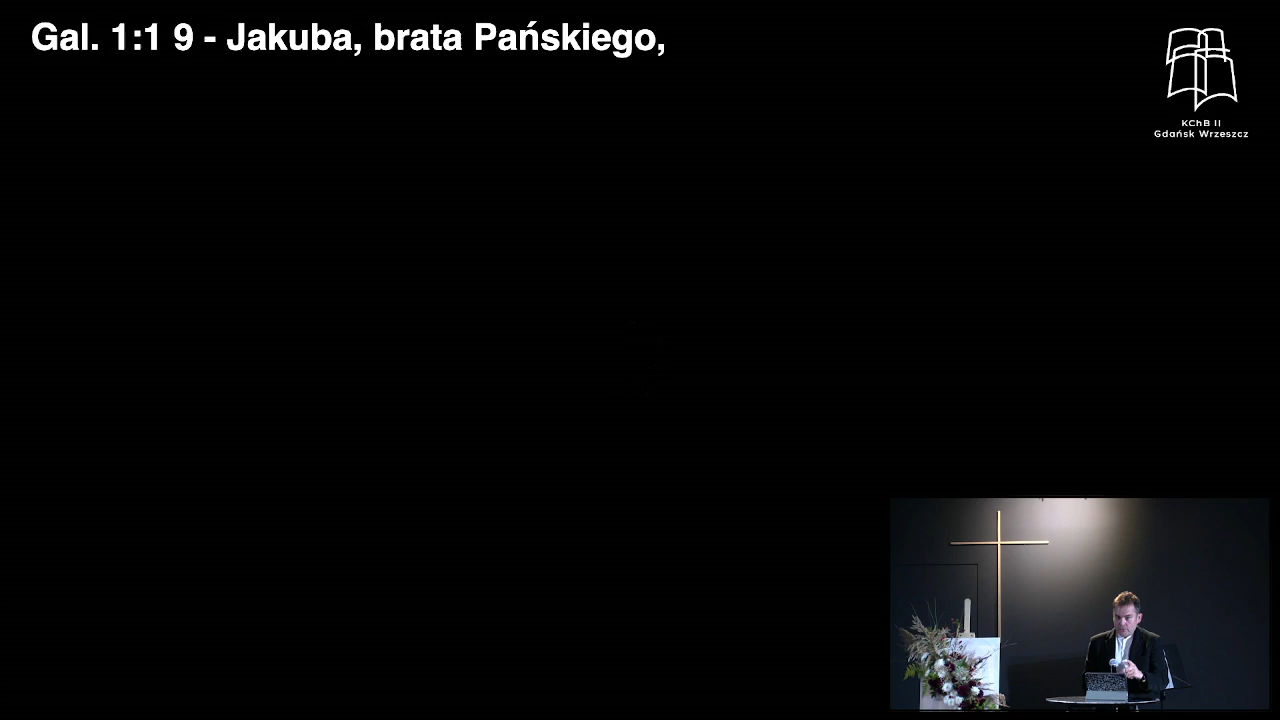 Gal. 1:1 9 - Jakuba, brata Pańskiego,
KChB II
Gdańsk Wrzeszcz